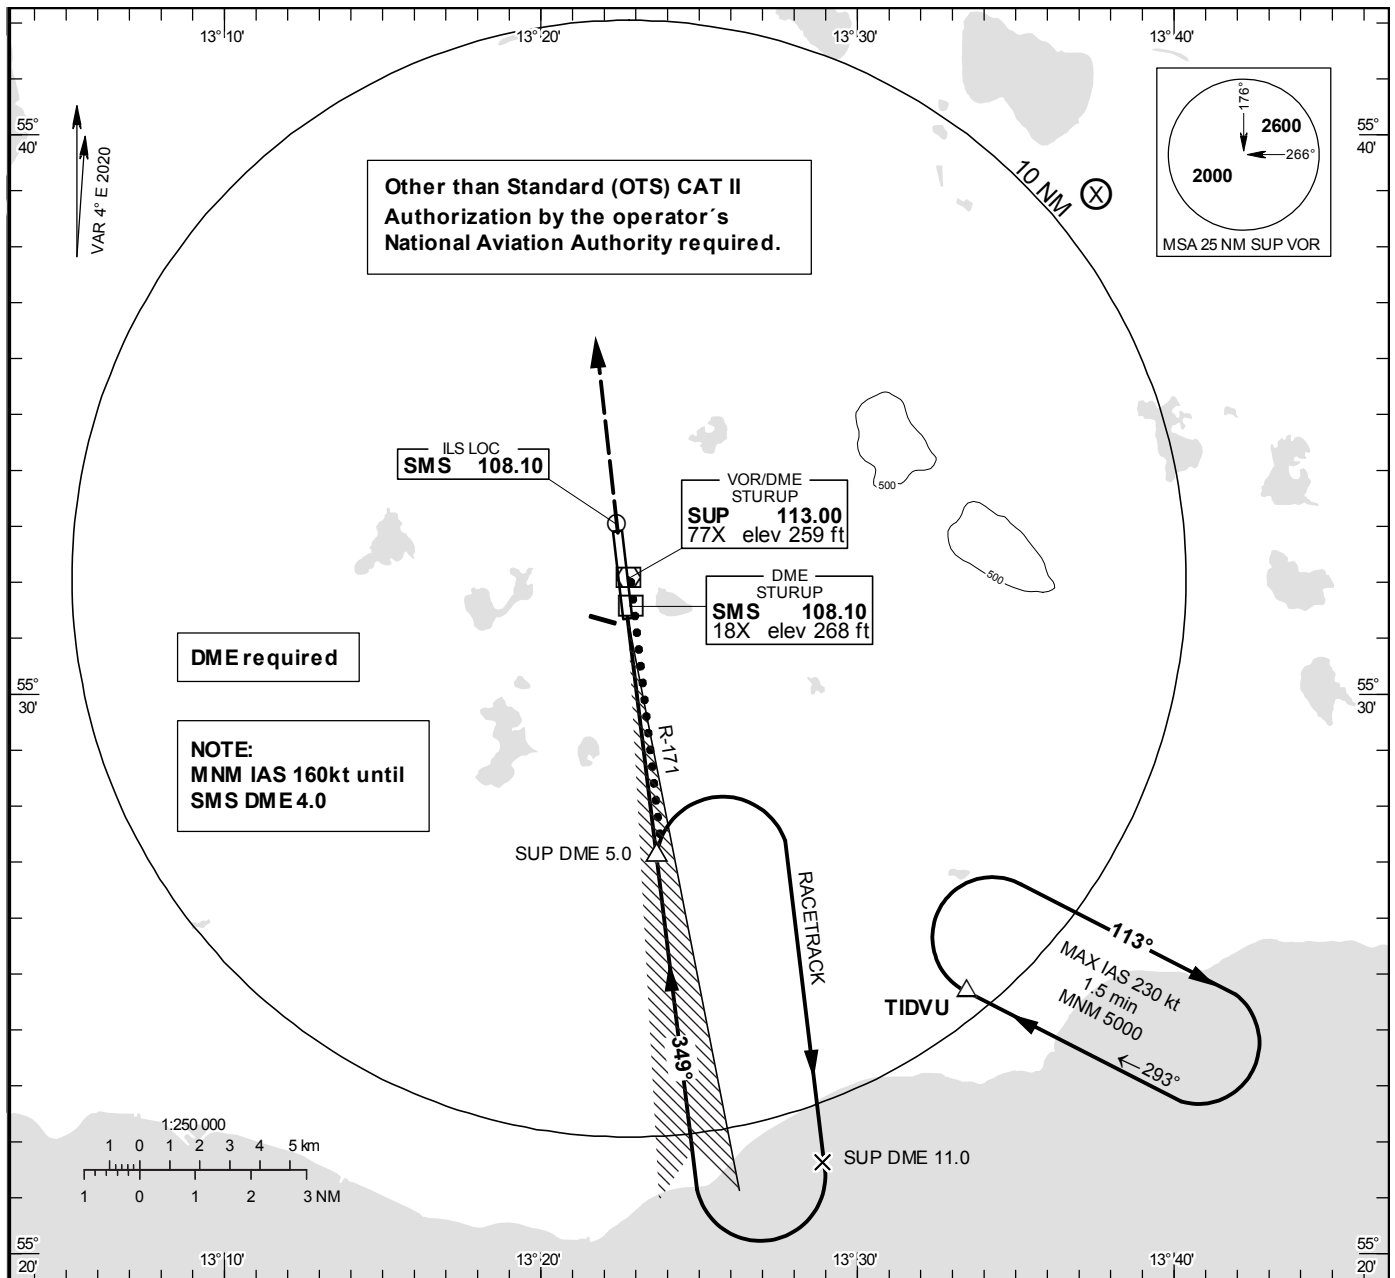 13°10'
13°20'
13°30'
13°40'
55°
40'
55°
40'
VAR 4° E 2020
Other than Standard (OTS) CAT II
Authorization by the operator´s
National Aviation Authority required.
10 NM
X
176°
2600
266°
2000
MSA 25 NM SUP VOR
ILS LOC
SMS 108.10
VOR/DME
STURUP
SUP 113.00
77X elev 259 ft
DME
STURUP
SMS 108.10
18X elev 268 ft
500
500
DME required
55°
30'
55°
30'
NOTE:
MNM IAS 160kt until
SMS DME 4.0
R-171
SUP DME 5.0
RACETRACK
349°
TIDVU
113°
MAX IAS 230 kt
1.5 min
MNM 5000
293°
SUP DME 11.0
1:250 000
1 0 1 2 3 4 5 km
1 0 1 2 3 NM
55°
20'
55°
20'
13°10'
13°20'
13°30'
13°40'